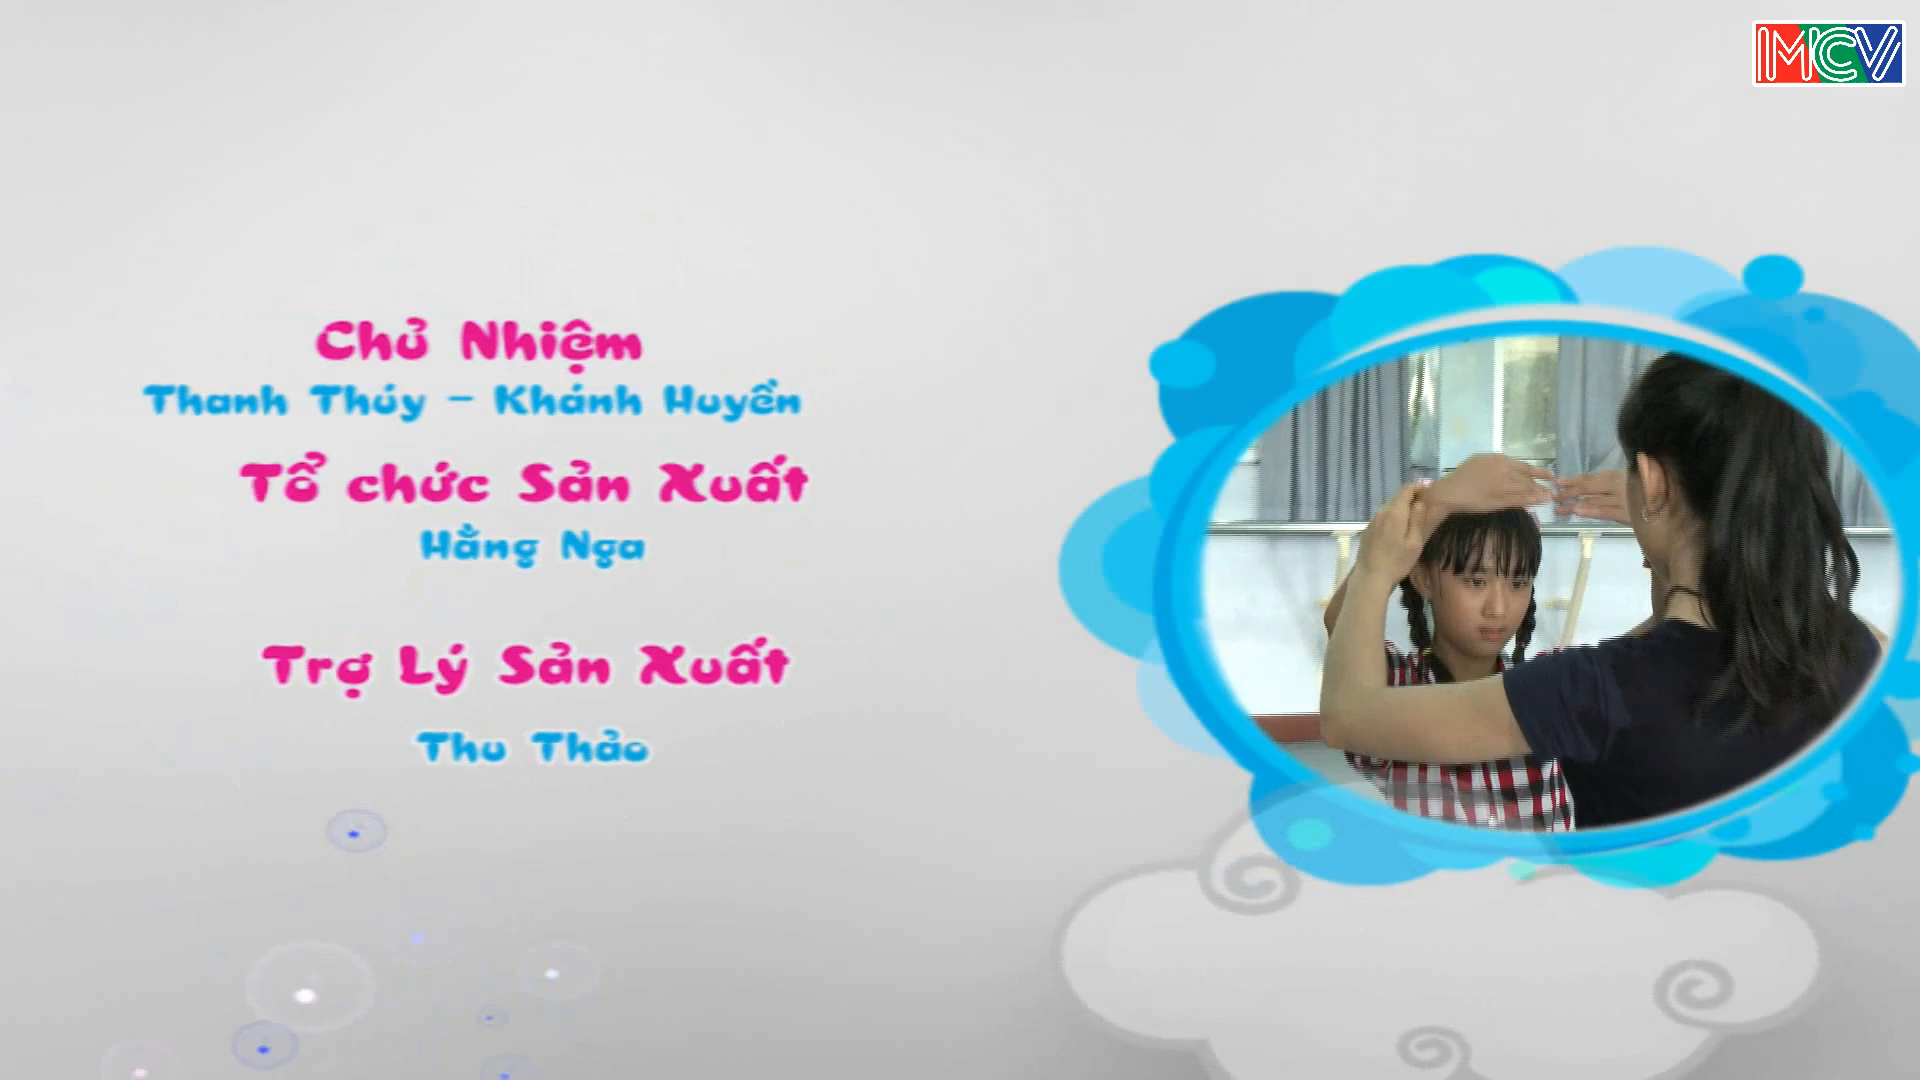 MCV
Chủ Nhiệm
Thanh Thúy - Khánh Huyền
Tổ chức Sản Xuất
Hằng Nga
Trợ Lý Sản Xuất
Thu Thảo